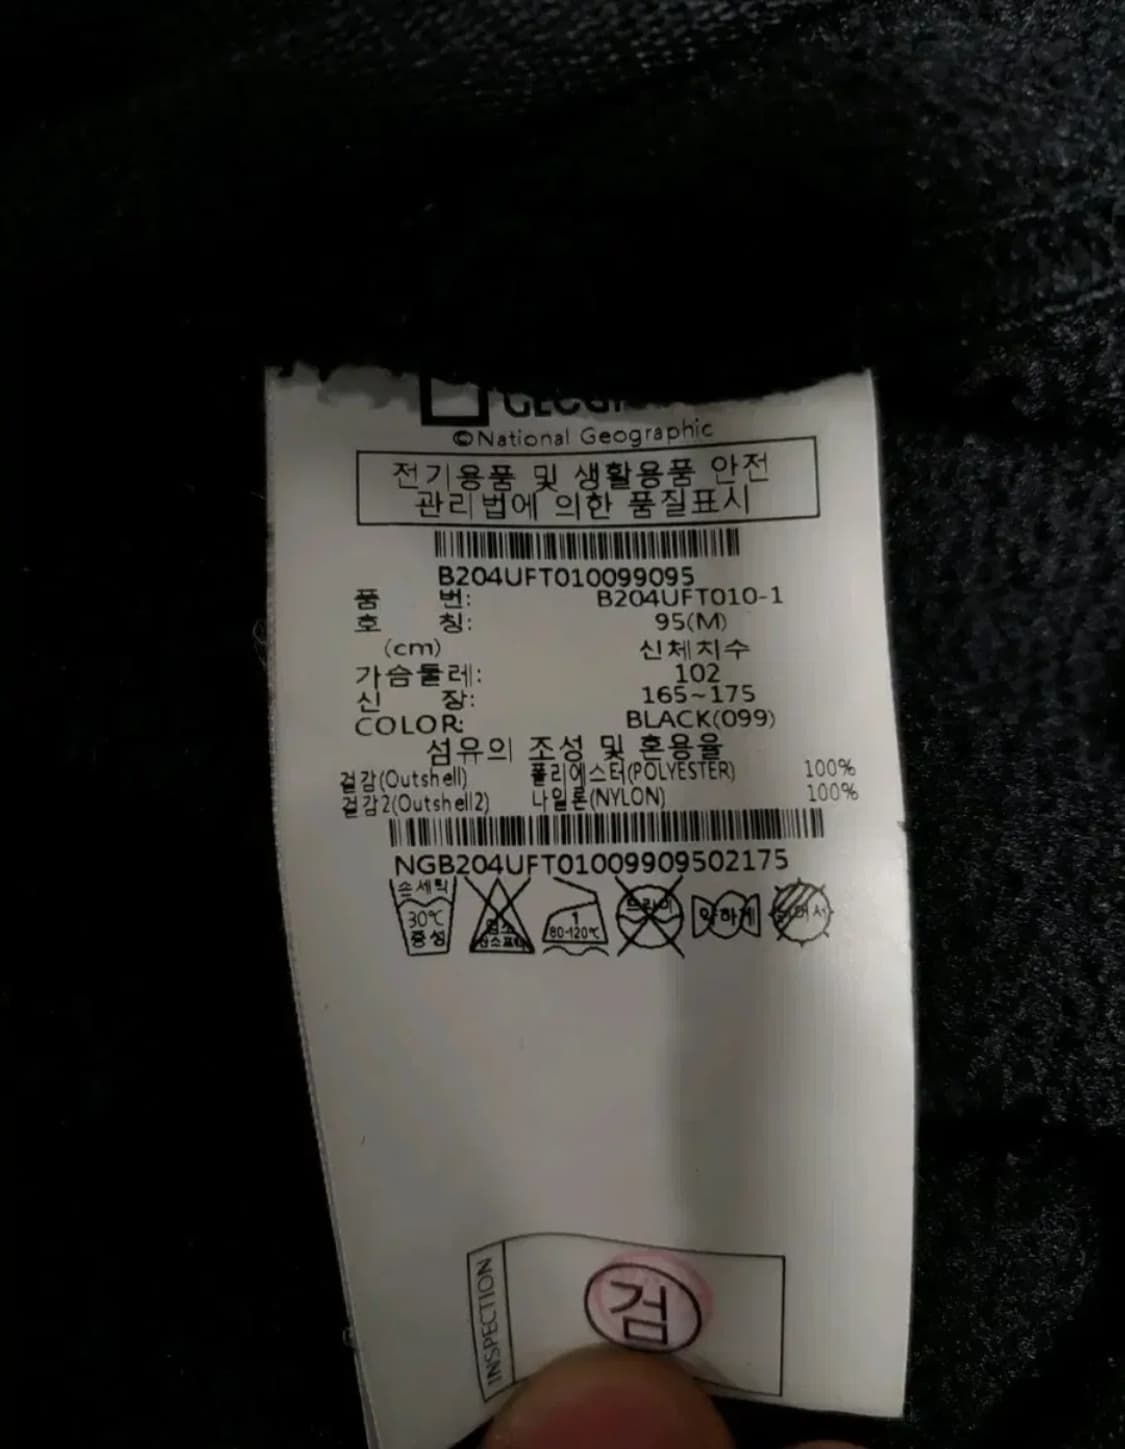 ©National Geographic
전기용품 및 생활용품 안전
관리법에 의한 품질표시
B204UFT010099095
품 번: B204UFT010-1
호 칭: 95(M)
(cm) 신체치수
가슴둘레: 102
신 장: 165~175
COLOR: BLACK(099)
섬유의 조성 및 혼용율
겉감(Outshell) 폴리에스터(POLYESTER) 100%
겉감2(Outshell2) 나일론(NYLON) 100%
NGB204UFT01009909502175
손세탁 30℃ 중성
1 80-120℃
드라이
약하게
INSPECTION
검